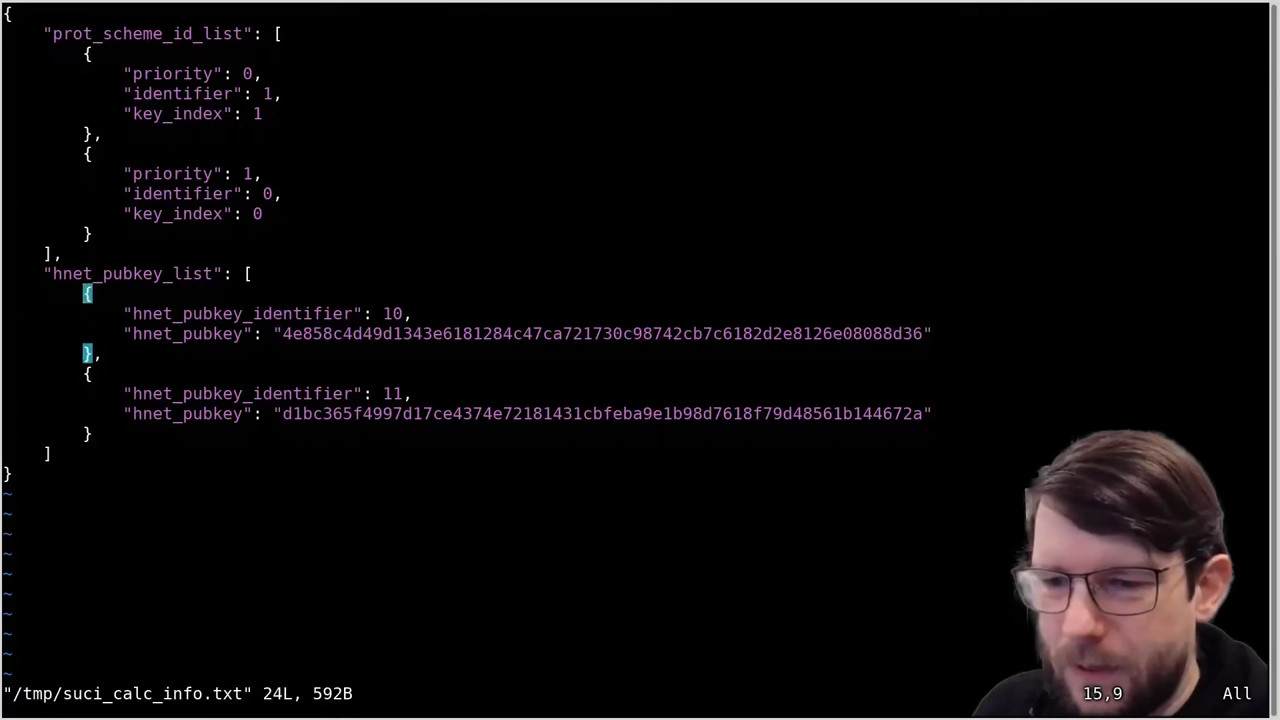 {
    "prot_scheme_id_list": [
        {
            "priority": 0,
            "identifier": 1,
            "key_index": 1
        },
        {
            "priority": 1,
            "identifier": 0,
            "key_index": 0
        }
    ],
    "hnet_pubkey_list": [
        {
            "hnet_pubkey_identifier": 10,
            "hnet_pubkey": "4e858c4d49d1343e6181284c47ca721730c98742cb7c6182d2e8126e08088d36"
        },
        {
            "hnet_pubkey_identifier": 11,
            "hnet_pubkey": "d1bc365f4997d17ce4374e72181431cbfeba9e1b98d7618f79d48561b144672a"
        }
    ]
}
~
~
~
~
~
~
~
~
~
~
"/tmp/suci_calc_info.txt" 24L, 592B 15,9 All